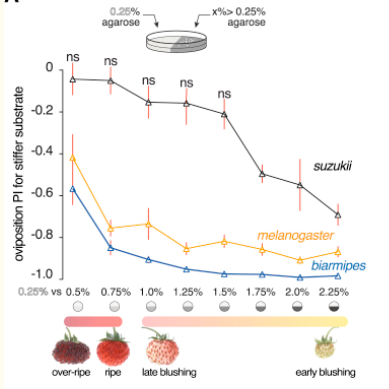 0.25%
agarose
x%> 0.25%
agarose
oviposition PI for stiffer substrate
0
-0.2
-0.4
-0.6
-0.8
-1.0
ns
ns
ns
ns
ns
suzukii
melanogaster
biarmipes
0.25% vs 0.5% 0.75% 1.0% 1.25% 1.5% 1.75% 2.0% 2.25%
over-ripe ripe late blushing early blushing